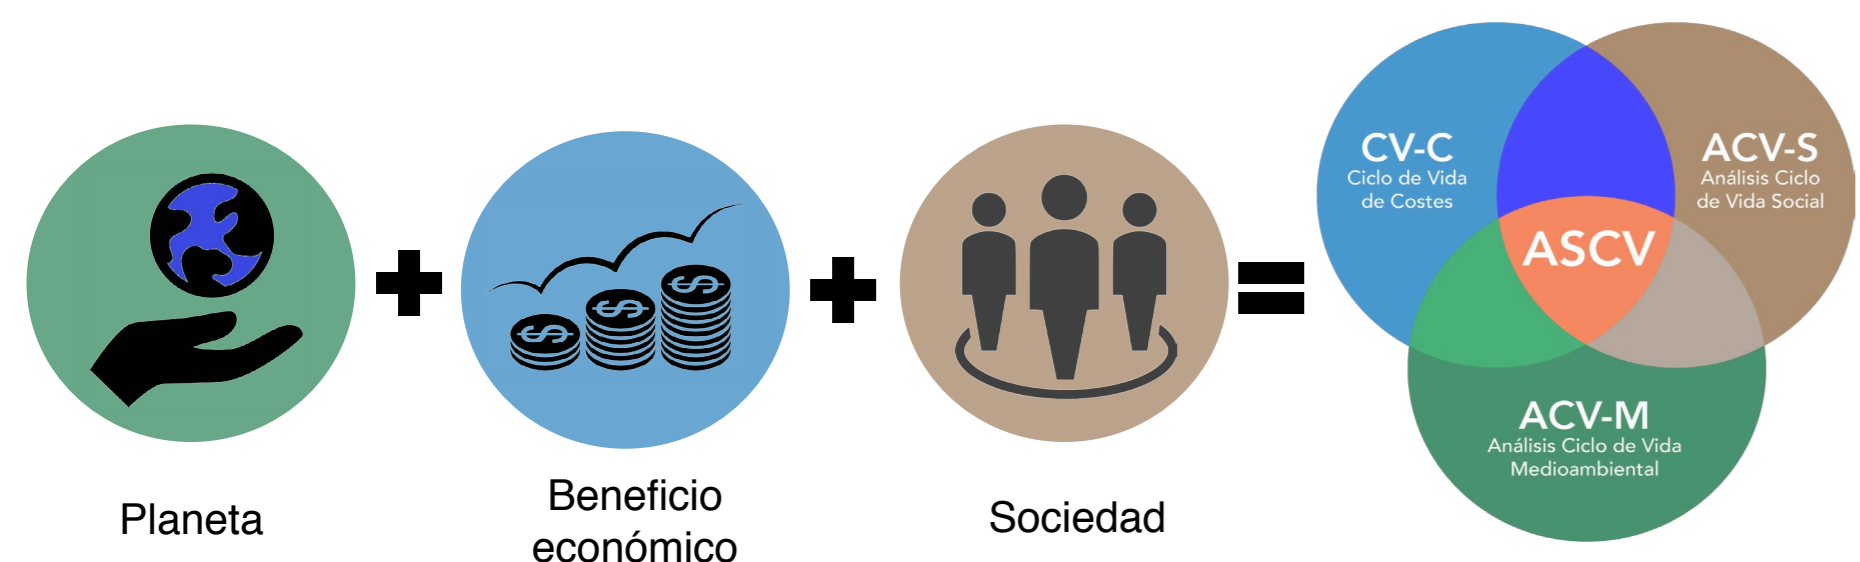 Planeta
Beneficio
económico
Sociedad
CV-C
Ciclo de Vida
de Costes
ACV-S
Análisis Ciclo
de Vida Social
ASCV
ACV-M
Análisis Ciclo de Vida
Medioambiental